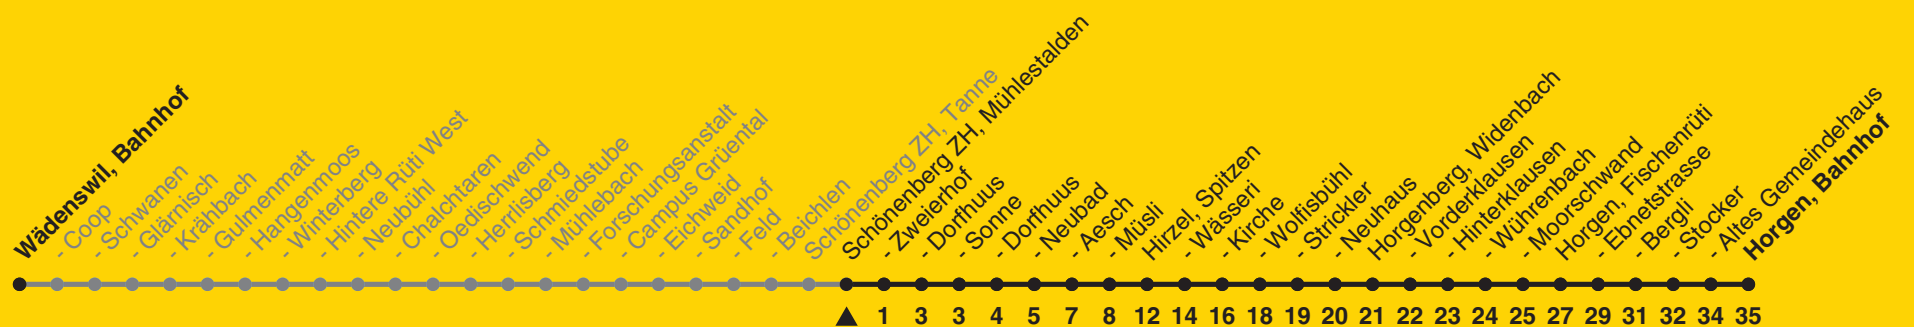 Wädenswil, Bahnhof
- Coop
- Schwanen
- Glärnisch
- Krähbach
- Gulmenmatt
- Hangenmoos
- Winterberg
- Hintere Rüti West
- Neubühl
- Chalchtaren
- Oedischwend
- Herrlisberg
- Schmiedstube
- Mühlebach
- Forschungsanstalt
- Campus Grüental
- Eichweid
- Sandhof
- Feld
- Beichlen
Schönenberg ZH, Tanne
Schönenberg ZH, Mühlestalden
- Zweierhof
- Dorfhuus
- Sonne
- Dorfhuus
- Neubad
- Aesch
- Müsli
Hirzel, Spitzen
- Wässeri
- Kirche
- Wolfisbühl
- Strickler
- Neuhaus
Horgenberg, Widenbach
- Vorderklausen
- Hinterklausen
- Wührenbach
- Moorschwand
Horgen, Fischenrüti
- Ebnetstrasse
- Bergli
- Stocker
- Altes Gemeindehaus
Horgen, Bahnhof
1 3 3 4 5 7 8 12 14 16 18 19 20 21 22 23 24 25 27 29 31 32 34 35